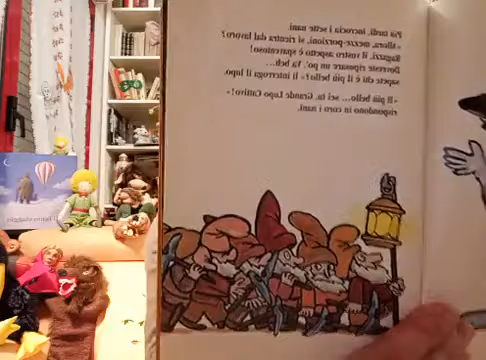 Più tardi, incrocia i sette nani.
«Allora, mezze-porzioni, si rientra dal lavoro?
Ragazzi, il vostro aspetto è spaventoso!
Dovreste riposare un po'. Va beh...
sapete chi è il più bello?» li interroga il lupo.
«Il più bello... sei tu, Grande Lupo Cattivo!»
rispondono in coro i nani.